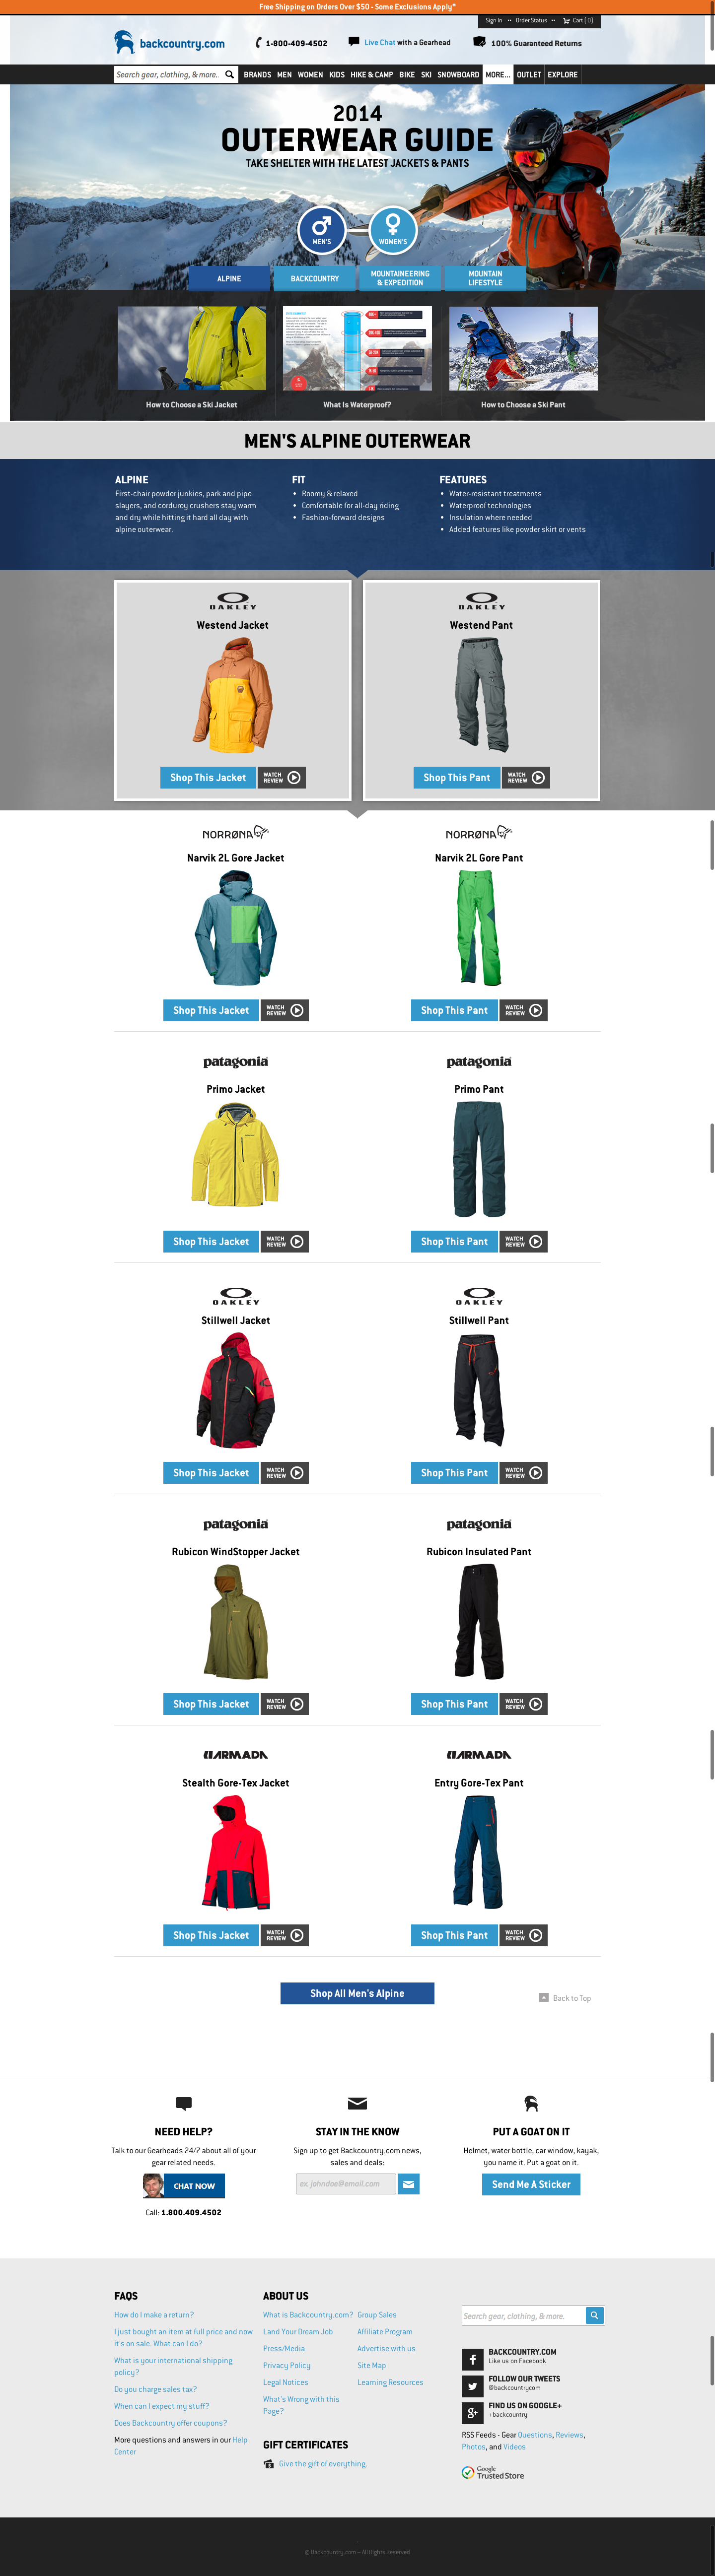 Free Shipping on Orders Over $50 - Some Exclusions Apply*
Sign In
Order Status
Cart ( 0 )
backcountry.com
1-800-409-4502
Live Chat with a Gearhead
100% Guaranteed Returns
Search gear, clothing, & more.
BRANDS MEN WOMEN KIDS HIKE & CAMP BIKE SKI SNOWBOARD MORE... OUTLET EXPLORE
2014
OUTERWEAR GUIDE
TAKE SHELTER WITH THE LATEST JACKETS & PANTS
MEN'S
WOMEN'S
ALPINE
BACKCOUNTRY
MOUNTAINEERING
& EXPEDITION
MOUNTAIN
LIFESTYLE
How to Choose a Ski Jacket
What Is Waterproof?
How to Choose a Ski Pant
MEN'S ALPINE OUTERWEAR
ALPINE
First-chair powder junkies, park and pipe
slayers, and corduroy crushers stay warm
and dry while hitting it hard all day with
alpine outerwear.
FIT
• Roomy & relaxed
• Comfortable for all-day riding
• Fashion-forward designs
FEATURES
• Water-resistant treatments
• Waterproof technologies
• Insulation where needed
• Added features like powder skirt or vents
OAKLEY
Westend Jacket
Shop This Jacket
WATCH
REVIEW
OAKLEY
Westend Pant
Shop This Pant
WATCH
REVIEW
NORRØNA
Narvik 2L Gore Jacket
Shop This Jacket
WATCH
REVIEW
NORRØNA
Narvik 2L Gore Pant
Shop This Pant
WATCH
REVIEW
patagonia
Primo Jacket
Shop This Jacket
WATCH
REVIEW
patagonia
Primo Pant
Shop This Pant
WATCH
REVIEW
OAKLEY
Stillwell Jacket
Shop This Jacket
WATCH
REVIEW
OAKLEY
Stillwell Pant
Shop This Pant
WATCH
REVIEW
patagonia
Rubicon WindStopper Jacket
Shop This Jacket
WATCH
REVIEW
patagonia
Rubicon Insulated Pant
Shop This Pant
WATCH
REVIEW
ARMADA
Stealth Gore-Tex Jacket
Shop This Jacket
WATCH
REVIEW
ARMADA
Entry Gore-Tex Pant
Shop This Pant
WATCH
REVIEW
Shop All Men's Alpine
Back to Top
NEED HELP?
Talk to our Gearheads 24/7 about all of your
gear related needs.
CHAT NOW
Call: 1.800.409.4502
STAY IN THE KNOW
Sign up to get Backcountry.com news,
sales and deals:
ex. johndoe@email.com
PUT A GOAT ON IT
Helmet, water bottle, car window, kayak,
you name it. Put a goat on it.
Send Me A Sticker
FAQS
How do I make a return?
I just bought an item at full price and now
it's on sale. What can I do?
What is your international shipping
policy?
Do you charge sales tax?
When can I expect my stuff?
Does Backcountry offer coupons?
More questions and answers in our Help
Center
ABOUT US
What is Backcountry.com?
Land Your Dream Job
Press/Media
Privacy Policy
Legal Notices
What's Wrong with this
Page?
Group Sales
Affiliate Program
Advertise with us
Site Map
Learning Resources
GIFT CERTIFICATES
Give the gift of everything.
Search gear, clothing, & more.
BACKCOUNTRY.COM
Like us on Facebook
FOLLOW OUR TWEETS
@backcountrycom
FIND US ON GOOGLE+
+backcountry
RSS Feeds - Gear Questions, Reviews,
Photos, and Videos
Google
Trusted Store
© Backcountry.com – All Rights Reserved